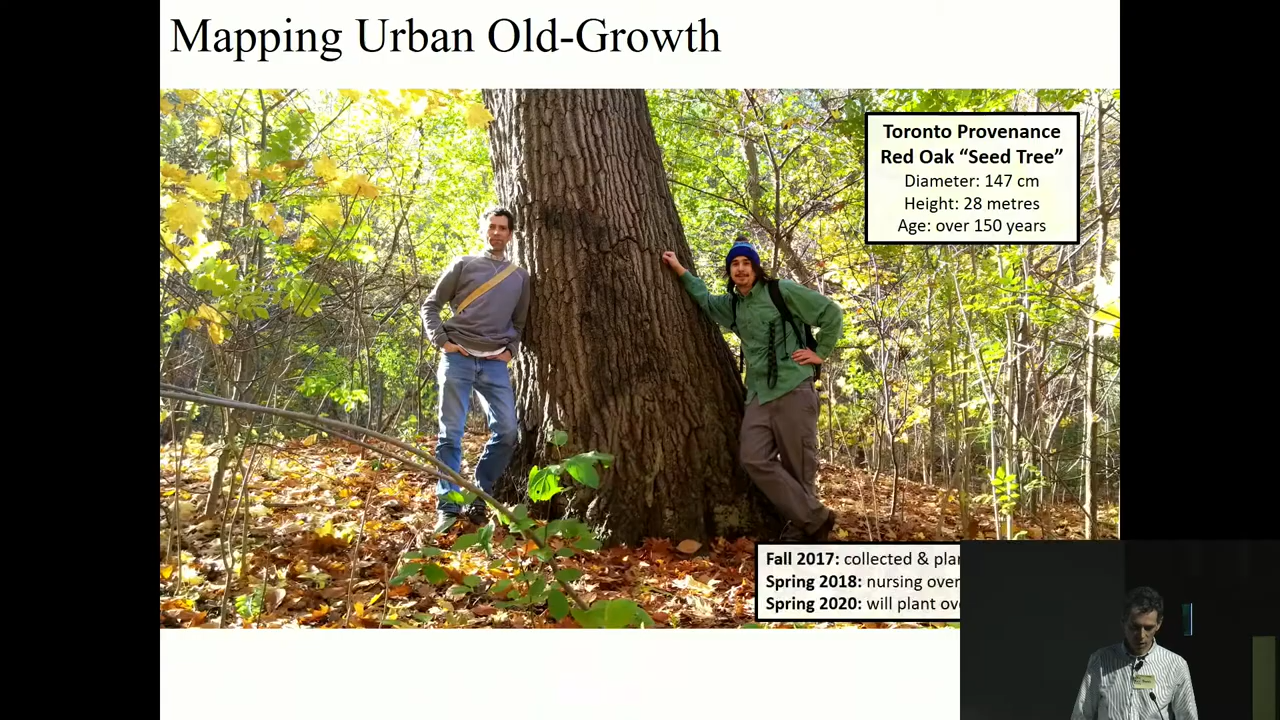 Mapping Urban Old-Growth
Toronto Provenance
Red Oak “Seed Tree”
Diameter: 147 cm
Height: 28 metres
Age: over 150 years
Fall 2017: collected &
Spring 2018: nursing over
Spring 2020: will plant